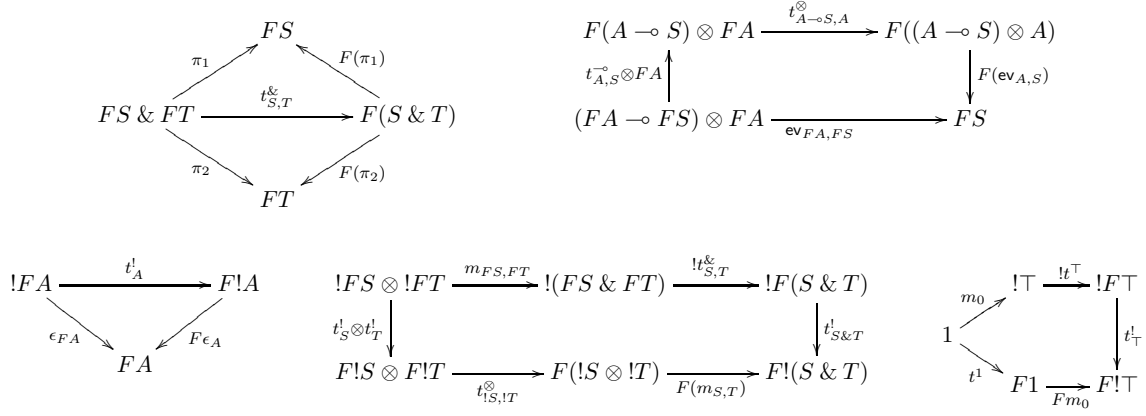 FS
π₁ F(π₁)
FS & FT t^&_{S,T} F(S & T)
π₂ F(π₂)
FT
F(A ⊸ S) ⊗ FA t^⊗_{A⊸S,A} F((A ⊸ S) ⊗ A)
t^⊸_{A,S}⊗FA F(ev_{A,S})
(FA ⊸ FS) ⊗ FA ev_{FA,FS} FS
!FA t^!_A F!A
ϵ_{FA} Fϵ_A
FA
!FS ⊗ !FT m_{FS,FT} !(FS & FT) !t^&_{S,T} !F(S & T)
t^!_S⊗t^!_T t^!_{S&T}
F!S ⊗ F!T t^⊗_{!S,!T} F(!S ⊗ !T) F(m_{S,T}) F!(S & T)
!⊤ !t^⊤ !F⊤
m₀
1 t^!_⊤
t¹
F1 Fm₀ F!⊤